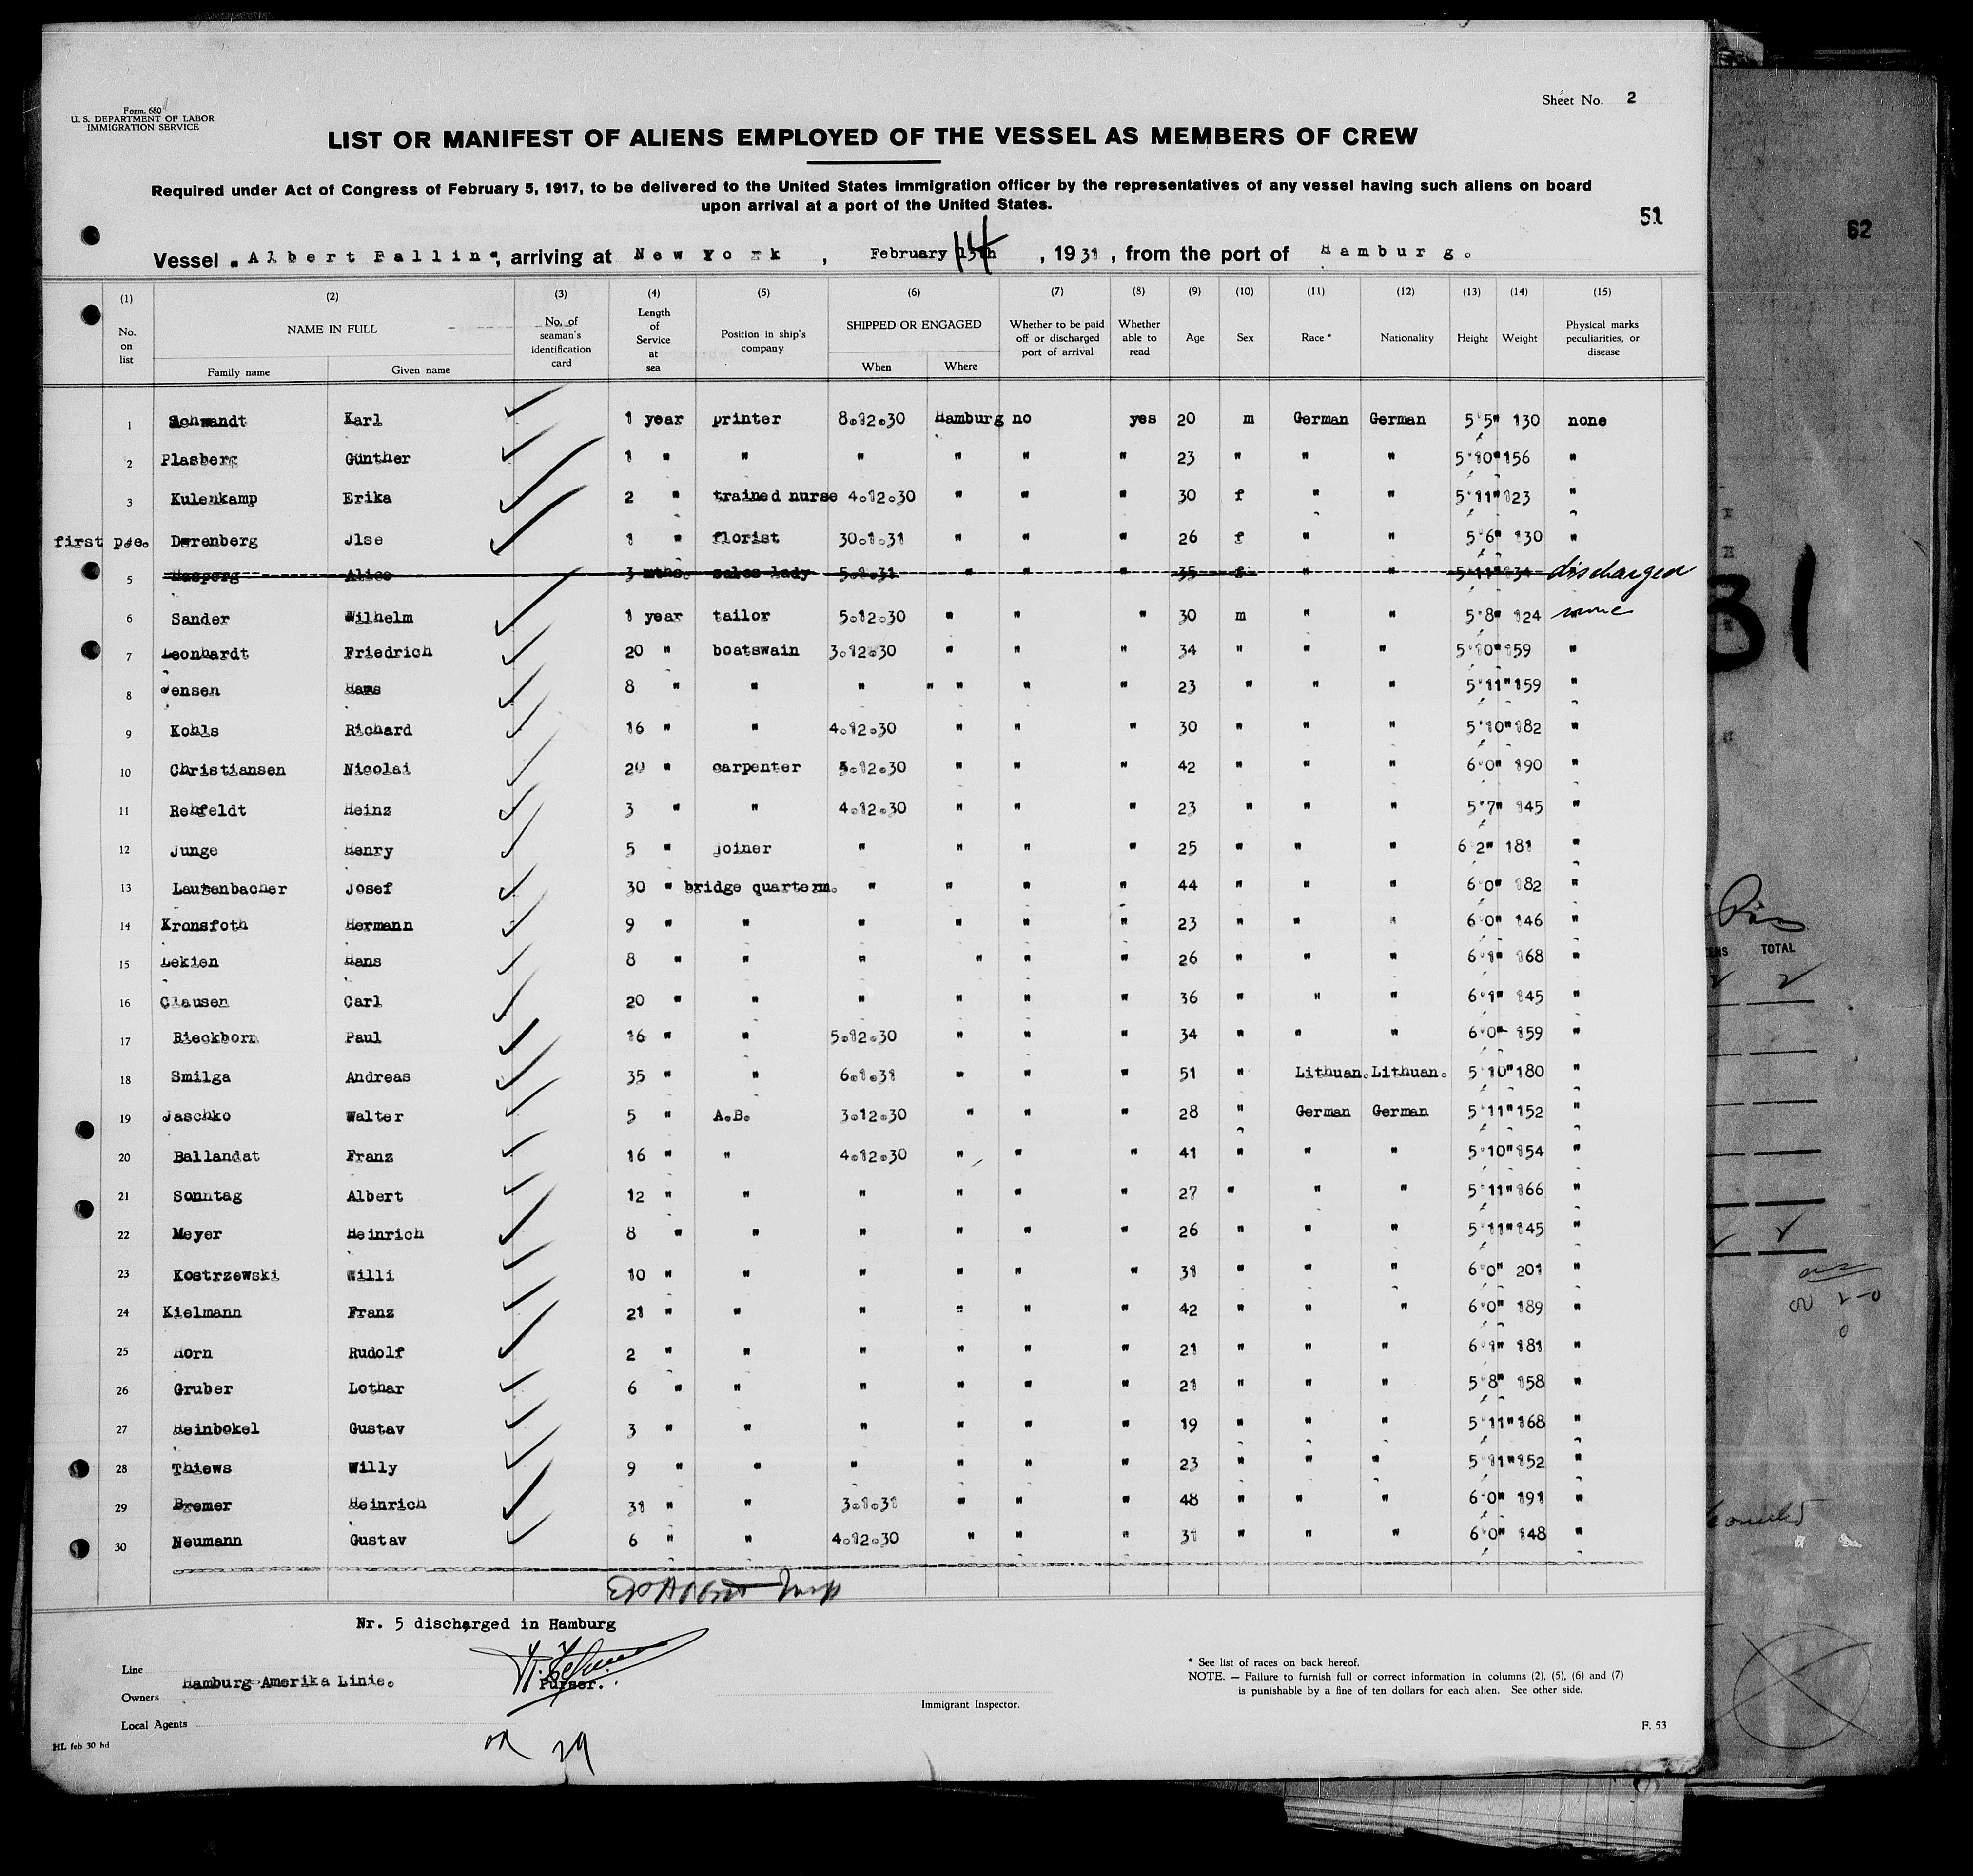 Form. 680
U. S. DEPARTMENT OF LABOR
IMMIGRATION SERVICE
Sheet No. 2
LIST OR MANIFEST OF ALIENS EMPLOYED OF THE VESSEL AS MEMBERS OF CREW
Required under Act of Congress of February 5, 1917, to be delivered to the United States Immigration officer by the representatives of any vessel having such aliens on board
upon arrival at a port of the United States.
51
62
Vessel "Albert Ballin", arriving at New York, February 14th, 1931, from the port of Hamburg.
(1) (2) (3) (4) (5) (6) (7) (8) (9) (10) (11) (12) (13) (14) (15)
No. on list NAME IN FULL Family name Given name No. of seaman's identification card Length of Service at sea Position in ship's company SHIPPED OR ENGAGED When Where Whether to be paid off or discharged port of arrival Whether able to read Age Sex Race* Nationality Height Weight Physical marks peculiarities, or disease
1 Schwandt Karl 1 year printer 8.12.30 Hamburg no yes 20 m German German 5'5" 130 none
2 Plasberg Günther 1 " " " " " " 23 " " " 5'10" 156 "
3 Kulenkamp Erika 2 " trained nurse 4.12.30 " " " 30 f " " 5'11" 123 "
first p.e. Derenberg Jlse 1 " florist 30.1.31 " " " 26 f " " 5'6" 130 "
5 Alice 3 mths. sales lady 5.1.31 " " " 35 f " " 5'11" 134 discharged
6 Sander Wilhelm 1 year tailor 5.12.30 " " " 30 m " " 5'8" 124 none
7 Leonhardt Friedrich 20 " boatswain 3.12.30 " " " 34 " " " 5'10" 159 "
8 Jensen Hans 8 " " " " " " " 23 " " " 5'11" 159 "
9 Kohls Richard 16 " " 4.12.30 " " " 30 " " " 5'10" 182 "
10 Christiansen Nicolai 20 " carpenter 5.12.30 " " " 42 " " " 6'0" 190 "
11 Rehfeldt Heinz 3 " " 4.12.30 " " " 23 " " " 5'7" 145 "
12 Junge Henry 5 " joiner " " " " 25 " " " 6'2" 181 "
13 Lautenbacher Josef 30 " bridge quarterm. " " " " 44 " " " 6'0" 182 "
14 Kronsfoth Hermann 9 " " " " " " 23 " " " 6'0" 146 "
15 Lekien Hans 8 " " " " " " 26 " " " 6'1" 168 "
16 Clausen Carl 20 " " " " " " 36 " " " 6'1" 145 "
17 Rieckborn Paul 16 " " 5.12.30 " " " 34 " " " 6'0" 159 "
18 Smilga Andreas 35 " " 6.1.31 " " " 51 " Lithuan. Lithuan. 5'10" 180 "
19 Jaschko Walter 5 " A.B. 3.12.30 " " " 28 " German German 5'11" 152 "
20 Ballandat Franz 16 " " 4.12.30 " " " 41 " " " 5'10" 154 "
21 Sonntag Albert 12 " " " " " " 27 " " " 5'11" 166 "
22 Meyer Heinrich 8 " " " " " " 26 " " " 5'11" 145 "
23 Kostrzewski Willi 10 " " " " " " 31 " " " 6'0" 201 "
24 Kielmann Franz 21 " " " " " " 42 " " " 6'0" 189 "
25 Horn Rudolf 2 " " " " " " 21 " " " 6'1" 181 "
26 Gruber Lothar 6 " " " " " " 21 " " " 5'8" 158 "
27 Heinbokel Gustav 3 " " " " " " 19 " " " 5'11" 168 "
28 Thiews Willy 9 " " " " " " 23 " " " 5'11" 152 "
29 Bremer Heinrich 31 " " 3.1.31 " " " 48 " " " 6'0" 191 "
30 Neumann Gustav 6 " " 4.12.30 " " " 31 " " " 6'0" 148 "
Nr. 5 discharged in Hamburg
Line
Owners Hamburg-Amerika Linie.
Purser.
Local Agents
Immigrant Inspector.
* See list of races on back hereof.
NOTE. — Failure to furnish full or correct information in columns (2), (5), (6) and (7)
is punishable by a fine of ten dollars for each alien. See other side.
HL feb 30 hd
29
F. 53
31
TOTAL